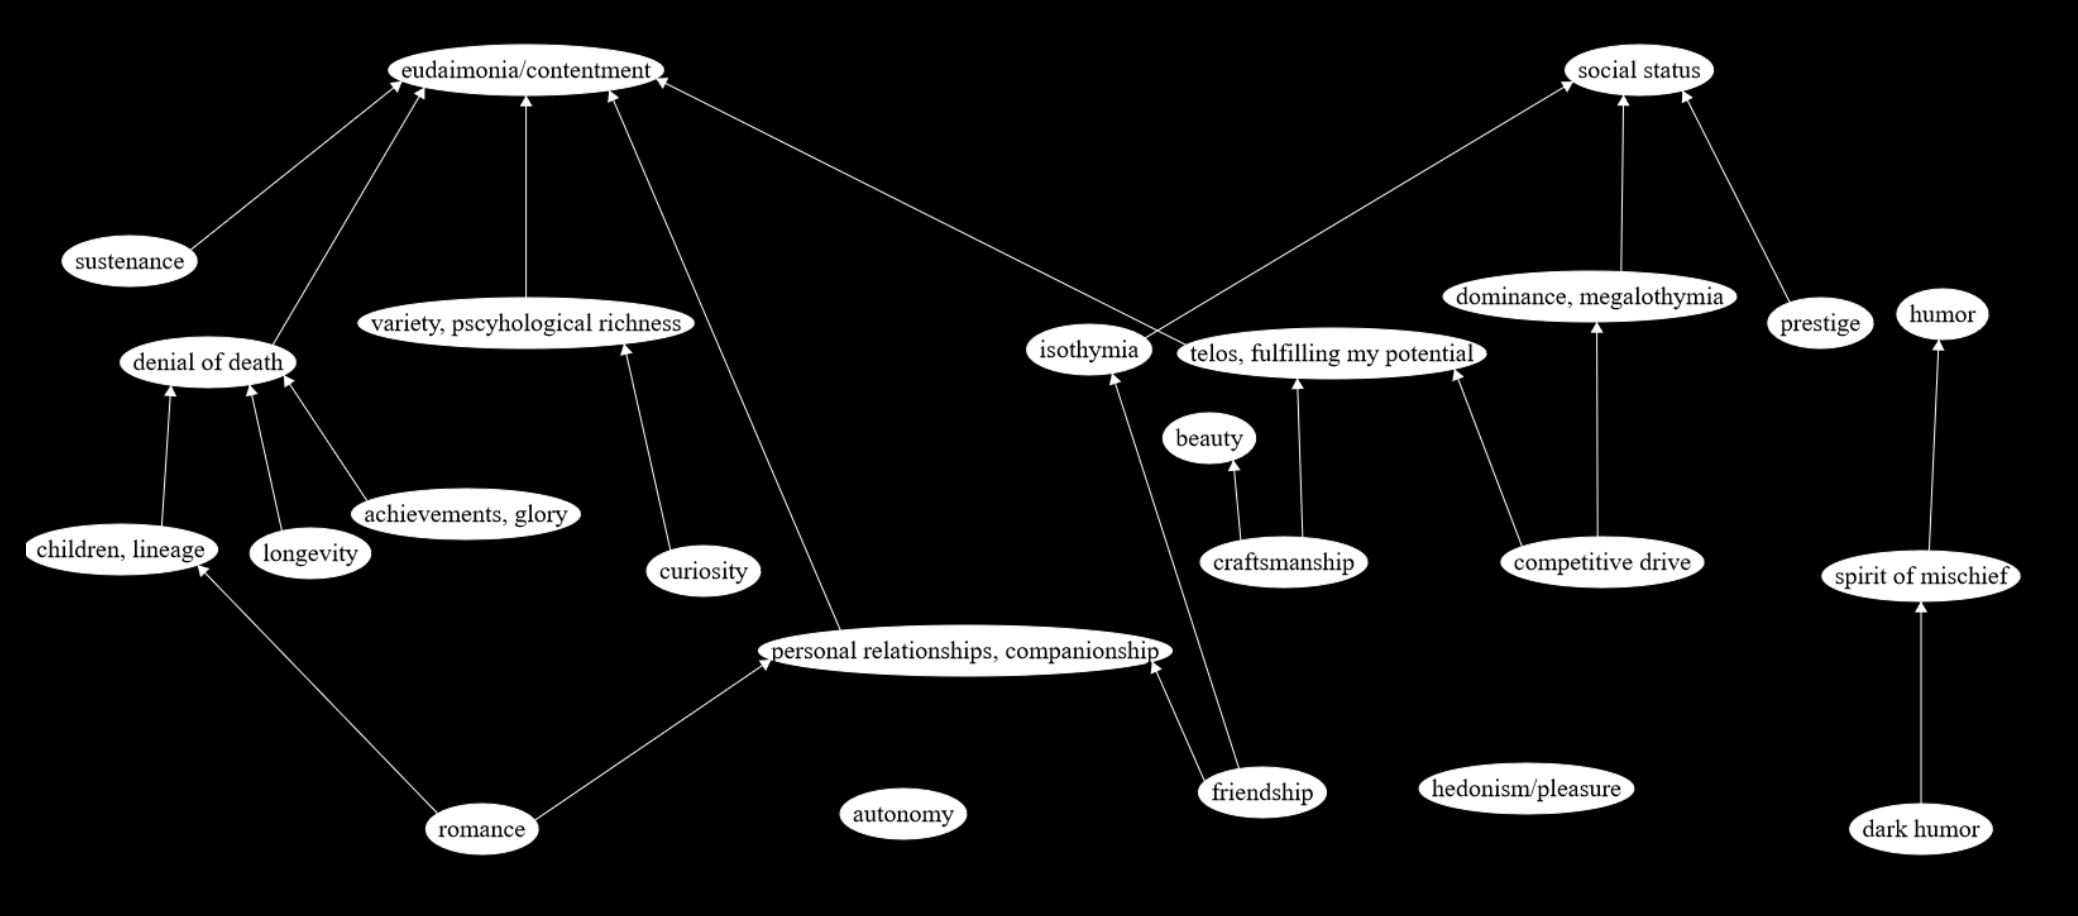 eudaimonia/contentment
social status
sustenance
dominance, megalothymia
humor
variety, pscyhological richness
prestige
isothymia
telos, fulfilling my potential
denial of death
beauty
achievements, glory
children, lineage
longevity
curiosity
craftsmanship
competitive drive
spirit of mischief
personal relationships, companionship
friendship
hedonism/pleasure
autonomy
romance
dark humor